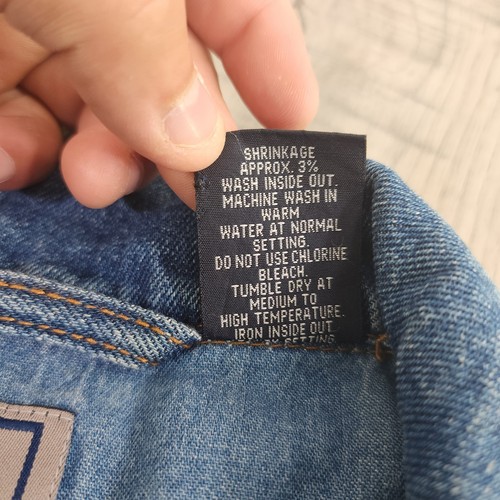 SHRINKAGE
APPROX. 3%
WASH INSIDE OUT.
MACHINE WASH IN
WARM
WATER AT NORMAL
SETTING.
DO NOT USE CHLORINE
BLEACH.
TUMBLE DRY AT
MEDIUM TO
HIGH TEMPERATURE.
IRON INSIDE OUT
SETTING